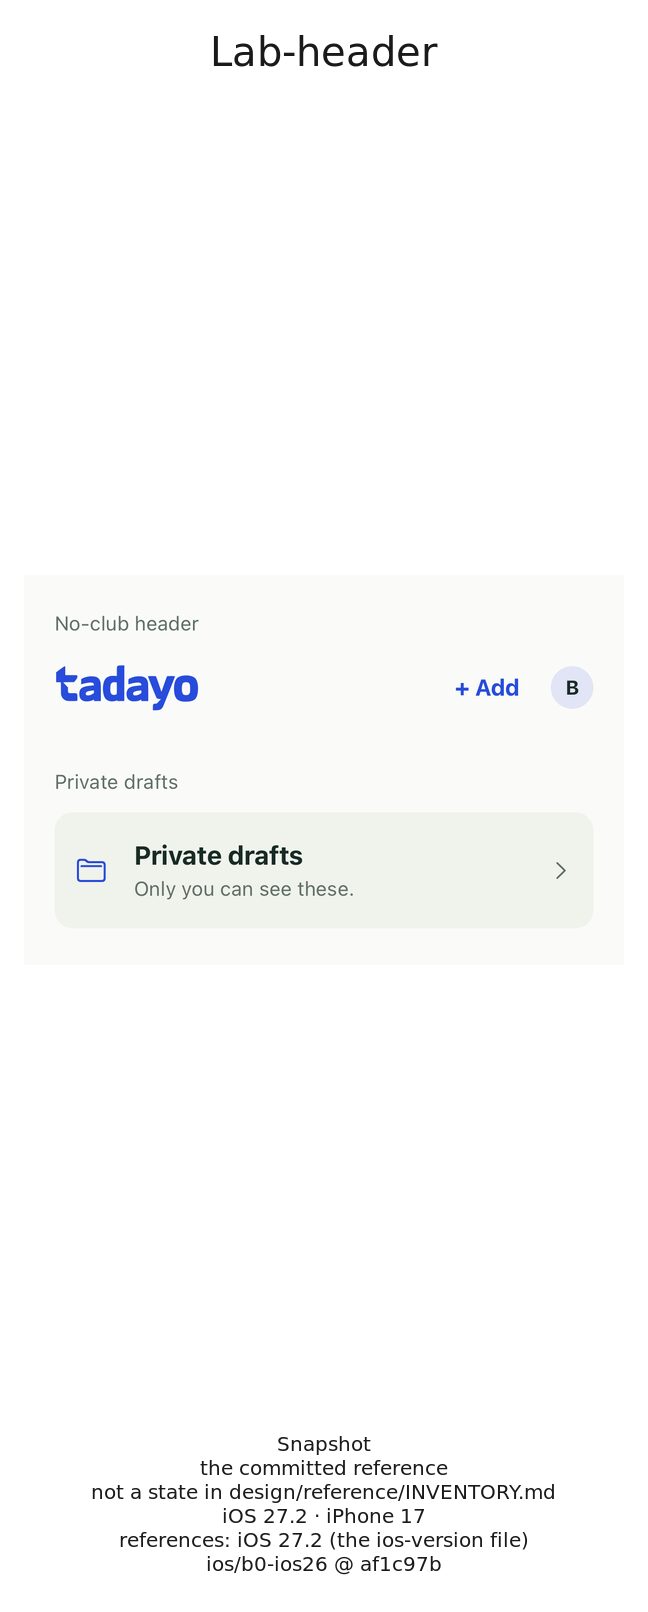 Lab-header
No-club header
tadayo
+ Add
B
Private drafts
Private drafts
Only you can see these.
Snapshot
the committed reference
not a state in design/reference/INVENTORY.md
iOS 27.2 · iPhone 17
references: iOS 27.2 (the ios-version file)
ios/b0-ios26 @ af1c97b